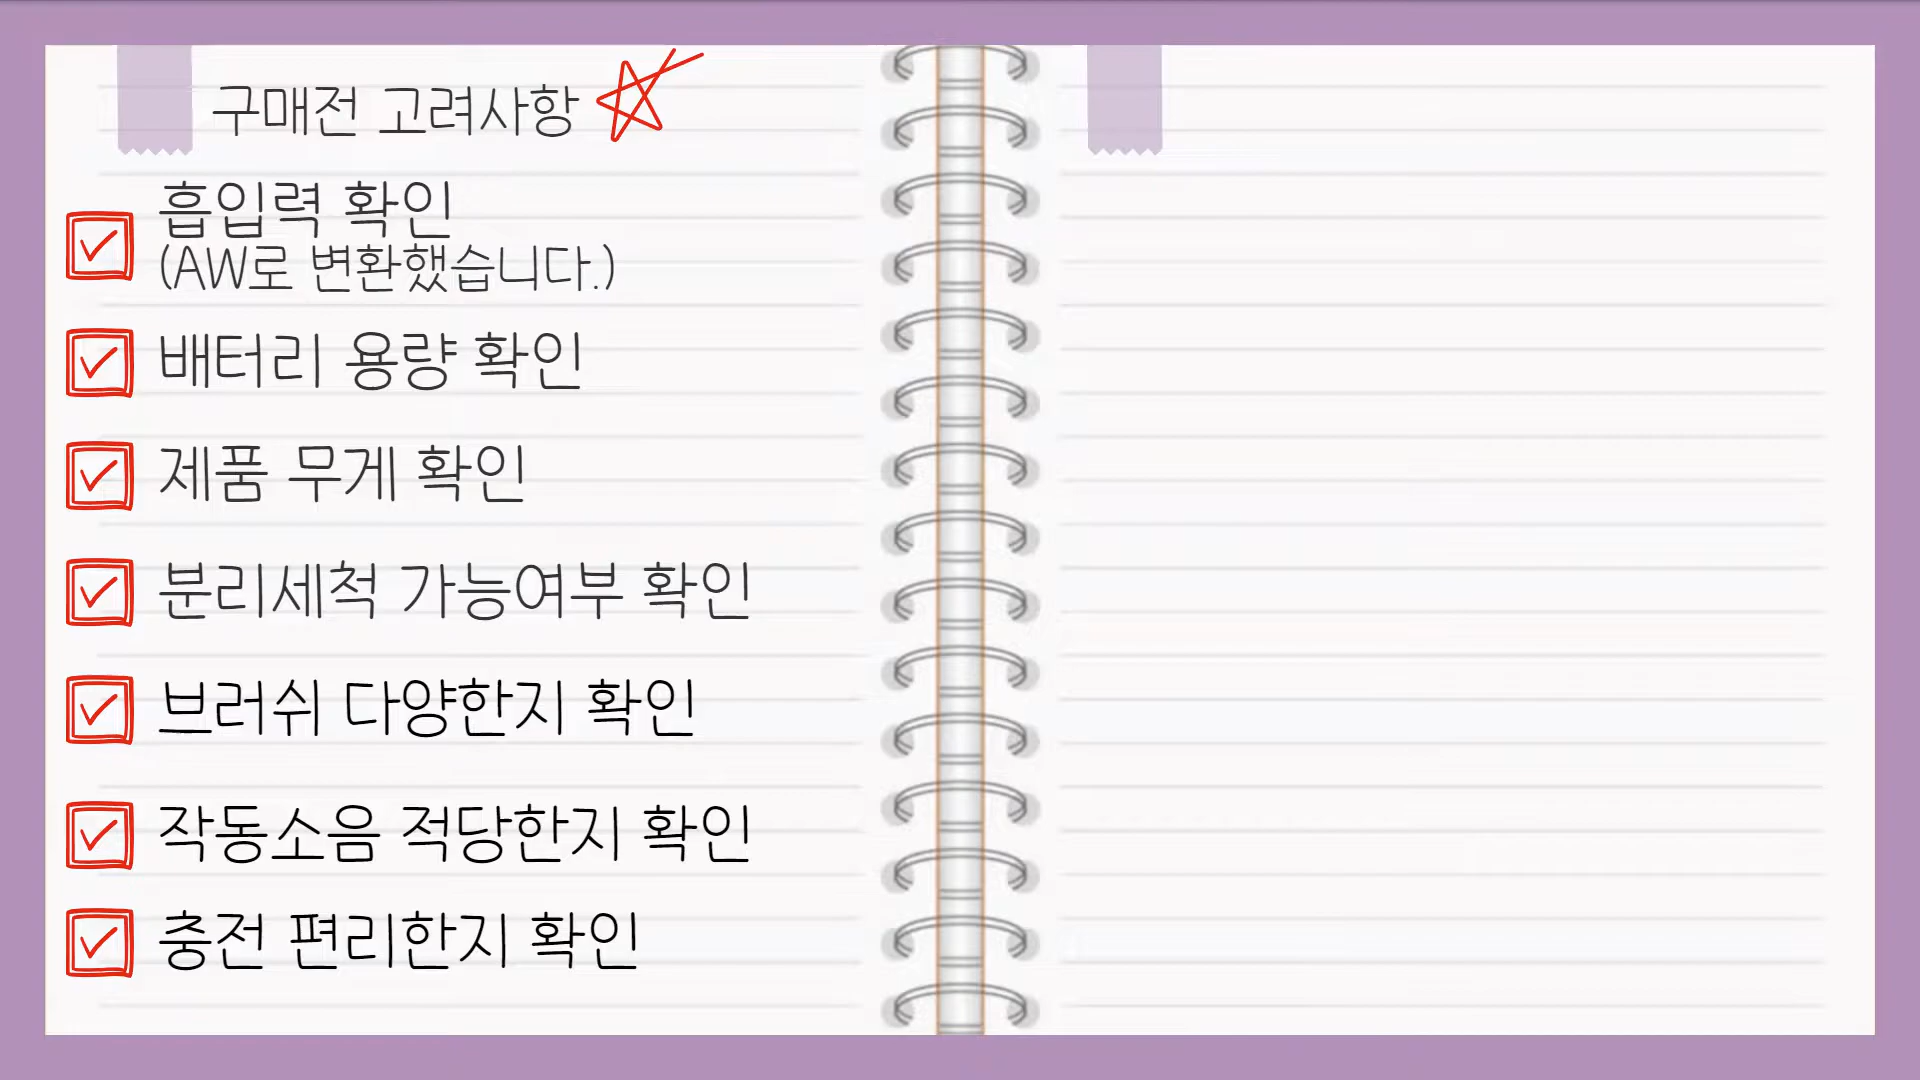 구매전 고려사항
흡입력 확인
(AW로 변환했습니다.)
배터리 용량 확인
제품 무게 확인
분리세척 가능여부 확인
브러쉬 다양한지 확인
작동소음 적당한지 확인
충전 편리한지 확인